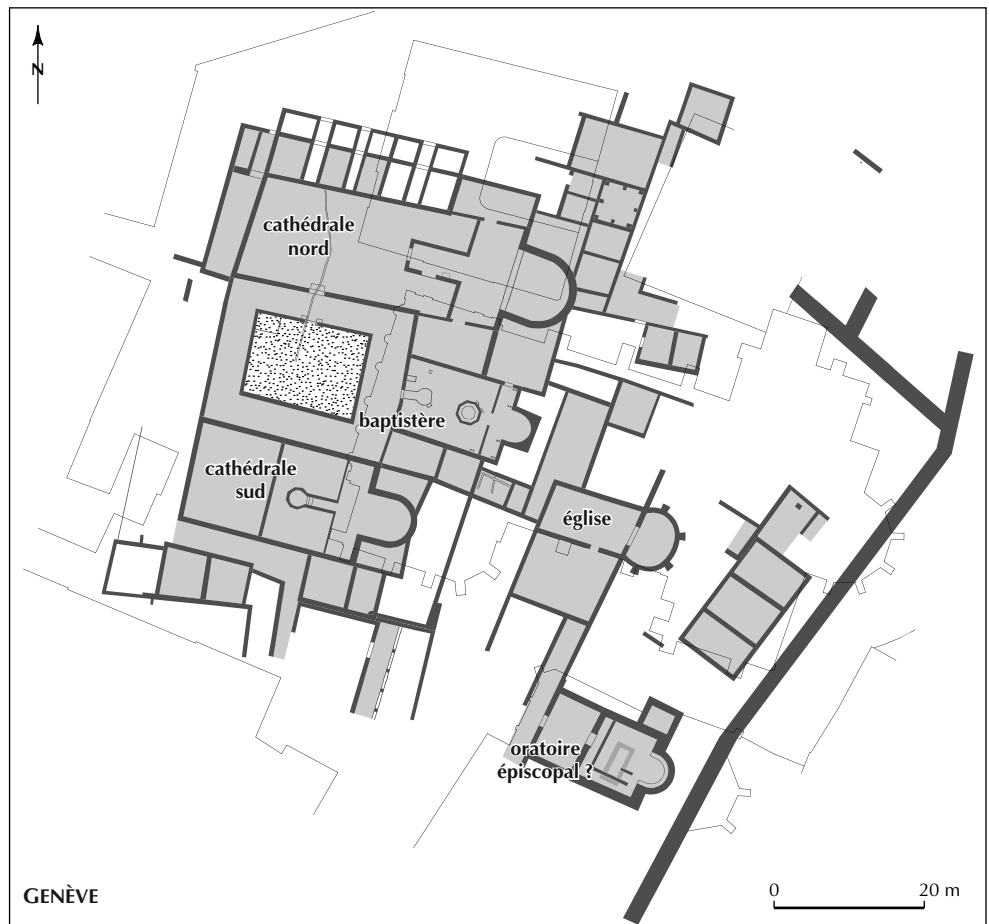 N
cathédrale
nord
baptistère
cathédrale
sud
église
oratoire
épiscopal ?
GENÈVE
0 20 m